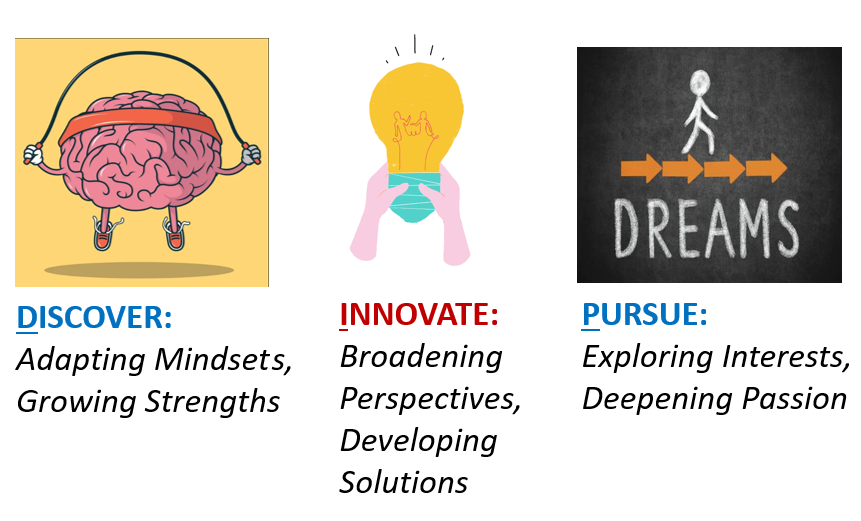 DREAMS
DISCOVER:
Adapting Mindsets,
Growing Strengths
INNOVATE:
Broadening
Perspectives,
Developing
Solutions
PURSUE:
Exploring Interests,
Deepening Passion